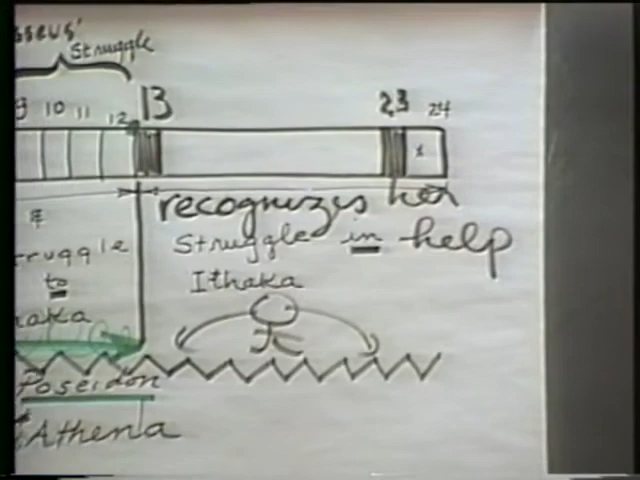 sseus'
Struggle
9 10 11 12 13 23 24
recognizes her
truggle Struggle in help
to Ithaka
haka
Poseidon
Athena